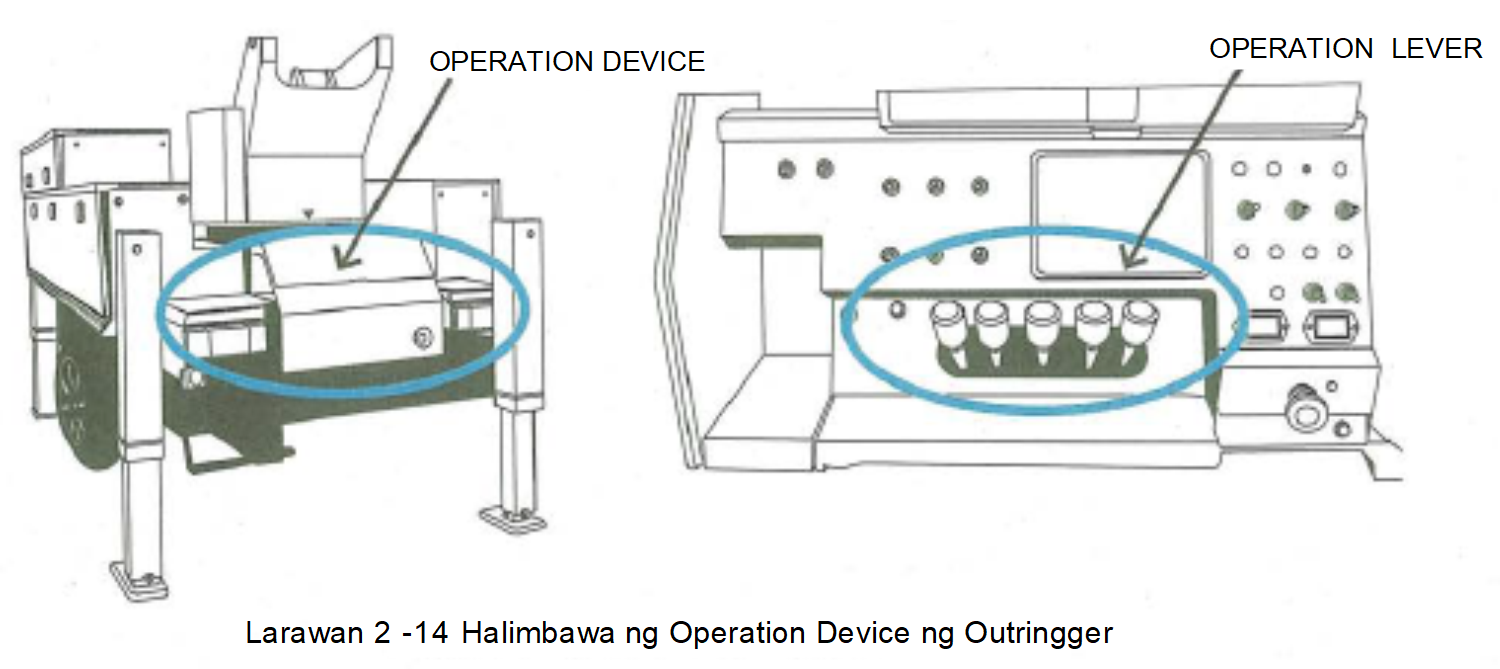 OPERATION DEVICE
OPERATION LEVER
Larawan 2 -14 Halimbawa ng Operation Device ng Outringger